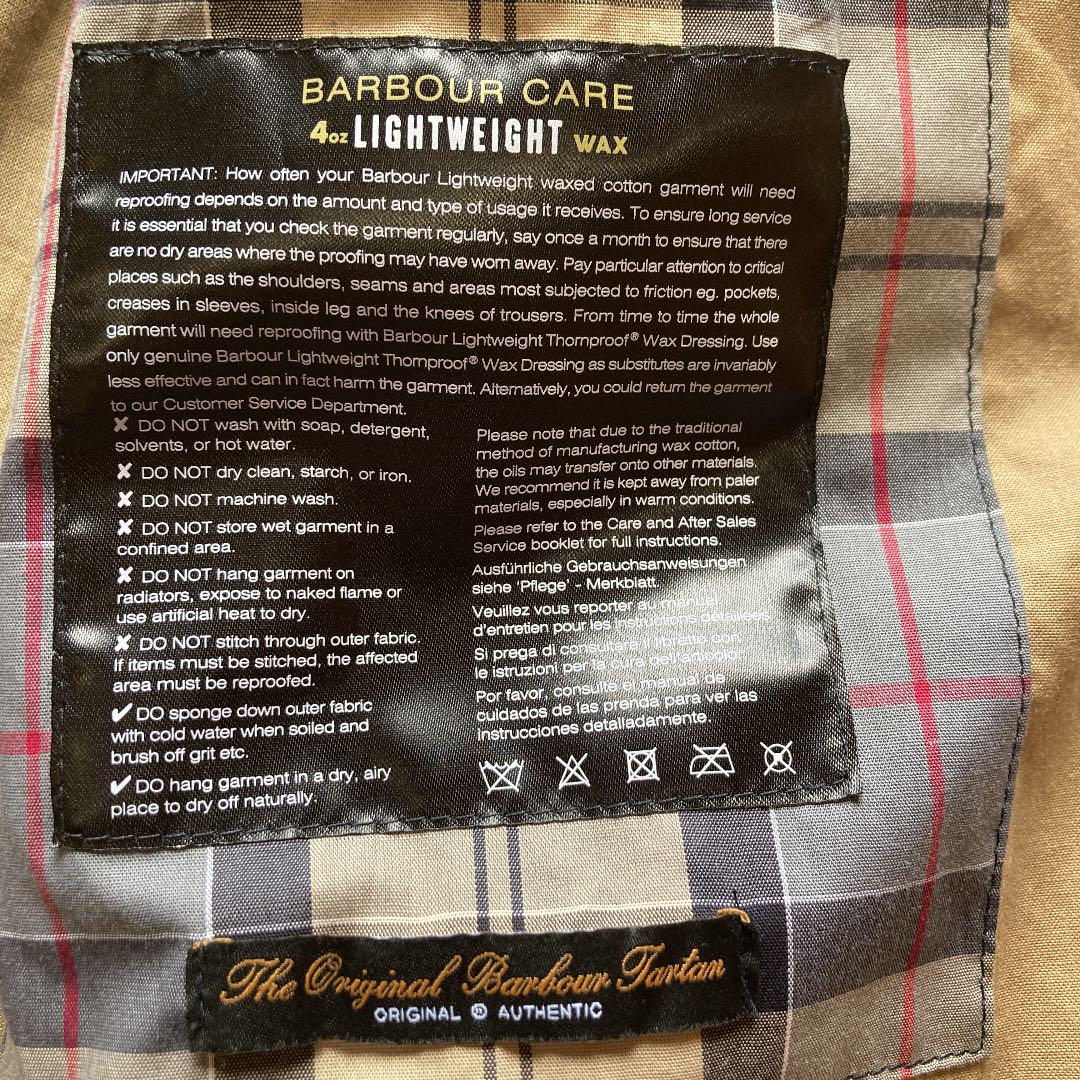 BARBOUR CARE
4oz LIGHTWEIGHT WAX
IMPORTANT: How often your Barbour Lightweight waxed cotton garment will need
reproofing depends on the amount and type of usage it receives. To ensure long service
it is essential that you check the garment regularly, say once a month to ensure that there
are no dry areas where the proofing may have worn away. Pay particular attention to critical
places such as the shoulders, seams and areas most subjected to friction eg. pockets,
creases in sleeves, inside leg and the knees of trousers. From time to time the whole
garment will need reproofing with Barbour Lightweight Thornproof® Wax Dressing. Use
only genuine Barbour Lightweight Thornproof® Wax Dressing as substitutes are invariably
less effective and can in fact harm the garment. Alternatively, you could return the garment
to our Customer Service Department.
✘ DO NOT wash with soap, detergent,
solvents, or hot water.
✘ DO NOT dry clean, starch, or iron.
✘ DO NOT machine wash.
✘ DO NOT store wet garment in a
confined area.
✘ DO NOT hang garment on
radiators, expose to naked flame or
use artificial heat to dry.
✘ DO NOT stitch through outer fabric.
If items must be stitched, the affected
area must be reproofed.
✔ DO sponge down outer fabric
with cold water when soiled and
brush off grit etc.
✔ DO hang garment in a dry, airy
place to dry off naturally.
Please note that due to the traditional
method of manufacturing wax cotton,
the oils may transfer onto other materials.
We recommend it is kept away from paler
materials, especially in warm conditions.
Please refer to the Care and After Sales
Service booklet for full instructions.
Ausführliche Gebrauchsanweisungen
siehe 'Pflege' - Merkblatt.
Veuillez vous reporter au manuel
d'entretien pour les instructions détaillées.
Si prega di consultare
le istruzioni per la cura dell'articolo.
Por favor, consulte el manual de
cuidados de las prenda para ver las
instrucciones detalladamente.
The Original Barbour Tartan
ORIGINAL ® AUTHENTIC